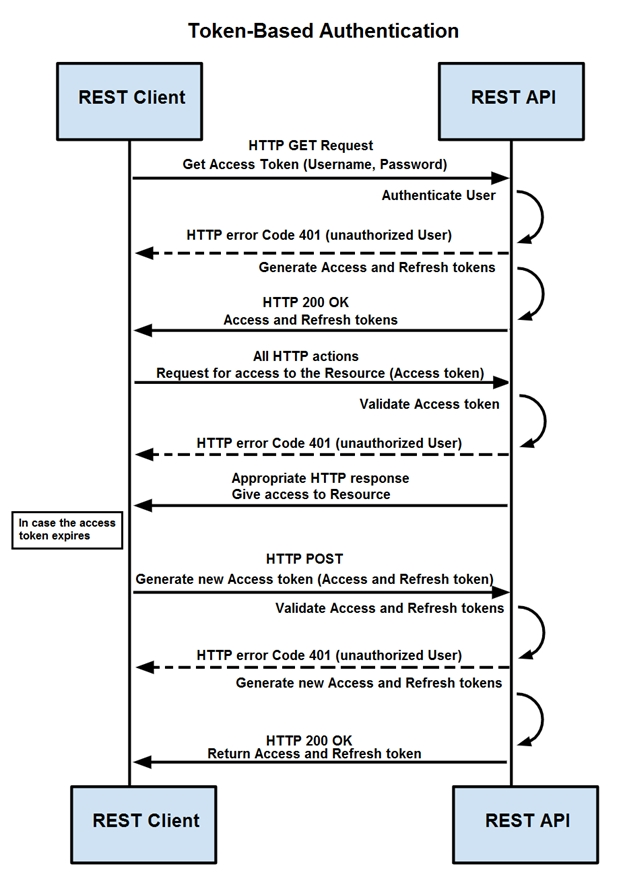 Token-Based Authentication
REST Client
REST API
HTTP GET Request
Get Access Token (Username, Password)
Authenticate User
HTTP error Code 401 (unauthorized User)
Generate Access and Refresh tokens
HTTP 200 OK
Access and Refresh tokens
All HTTP actions
Request for access to the Resource (Access token)
Validate Access token
HTTP error Code 401 (unauthorized User)
Appropriate HTTP response
Give access to Resource
In case the access
token expires
HTTP POST
Generate new Access token (Access and Refresh token)
Validate Access and Refresh tokens
HTTP error Code 401 (unauthorized User)
Generate new Access and Refresh tokens
HTTP 200 OK
Return Access and Refresh token
REST Client
REST API